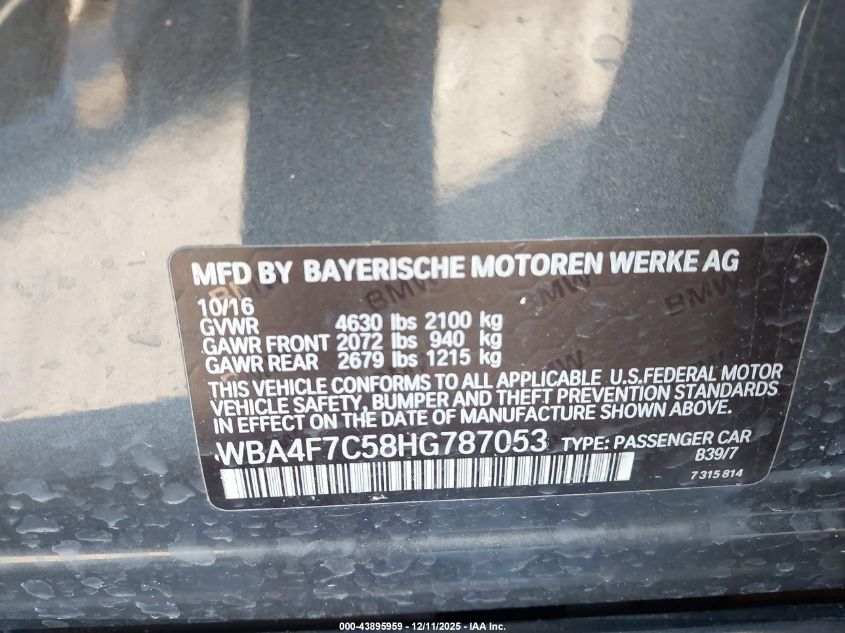 MFD BY BAYERISCHE MOTOREN WERKE AG
10/16
GVWR 4630 lbs 2100 kg
GAWR FRONT 2072 lbs 940 kg
GAWR REAR 2679 lbs 1215 kg
THIS VEHICLE CONFORMS TO ALL APPLICABLE U.S.FEDERAL MOTOR
VEHICLE SAFETY, BUMPER AND THEFT PREVENTION STANDARDS
IN EFFECT ON THE DATE OF MANUFACTURE SHOWN ABOVE.
WBA4F7C58HG787053 TYPE: PASSENGER CAR
B39/7
7 315 814
000-43895959 - 12/11/2025 - IAA Inc.